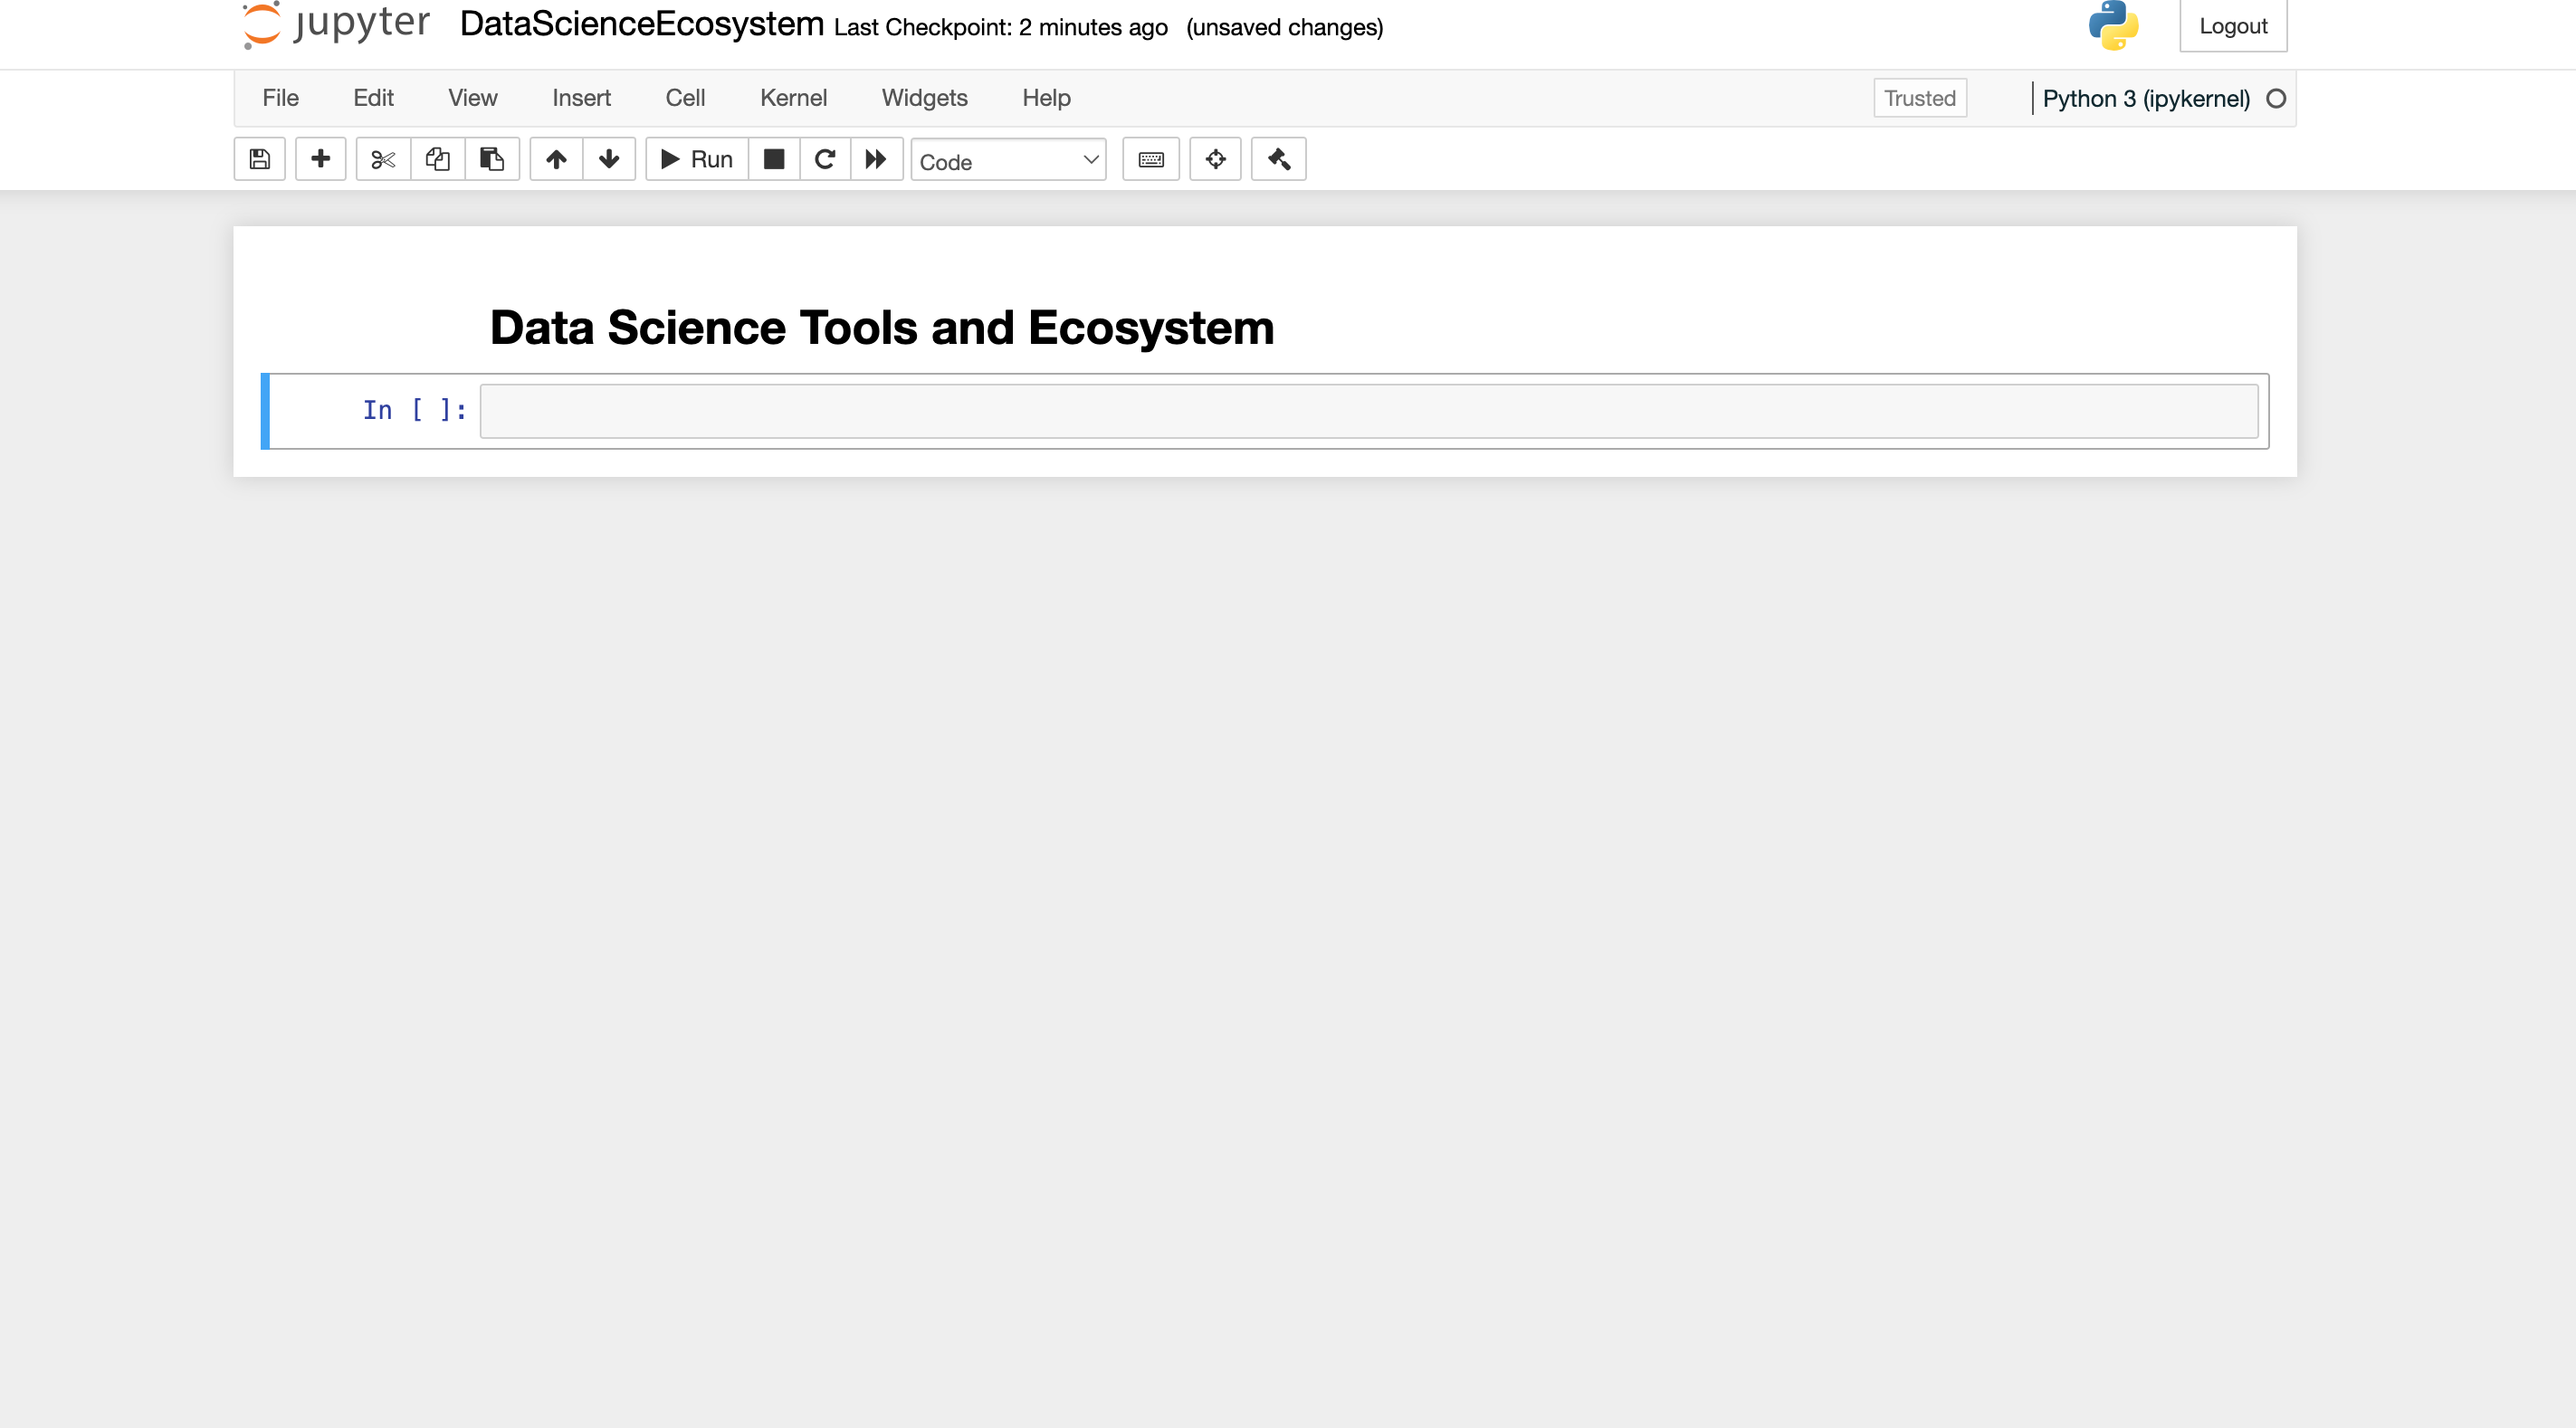 jupyter DataScienceEcosystem Last Checkpoint: 2 minutes ago (unsaved changes) Logout
File Edit View Insert Cell Kernel Widgets Help Trusted Python 3 (ipykernel)
Run Code
Data Science Tools and Ecosystem
In [ ]: